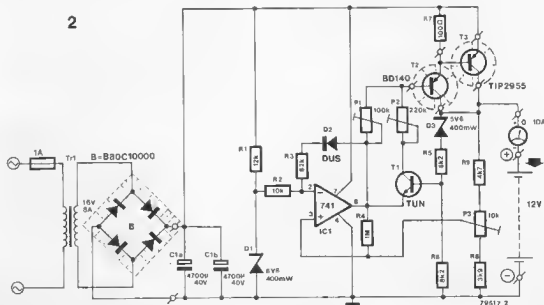 2
1A
Tr1
16V
8A
B=B80C10000
B
C1a
4700µ
40V
C1b
4700µ
40V
R1
12k
D1
6V8
400mW
R2
10k
R3
82k
D2
DUS
2
3
7
6
4
741
IC1
R4
1M
P1
100k
P2
220k
T1
TUN
BD140
T2
R7
100Ω
T3
TIP2955
D3
5V6
400mW
R5
8k2
R6
8k2
R9
4k7
P3
10k
R8
3k9
0
10A
+
12V
−
79517 2